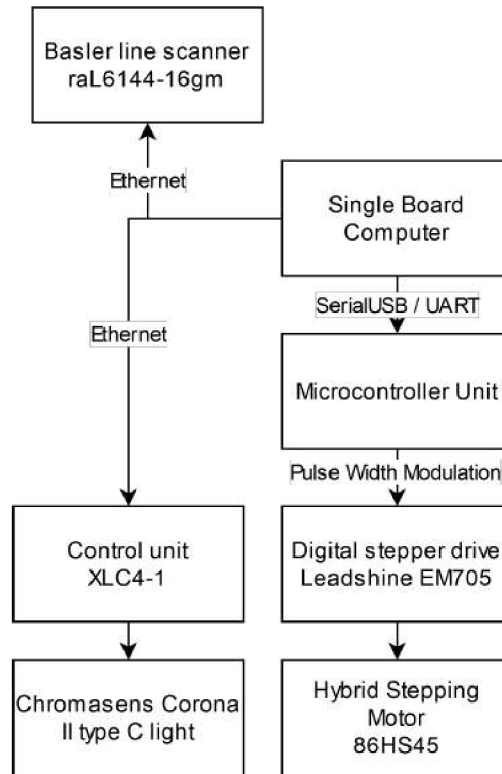 Basler line scanner
raL6144-16gm
Ethernet
Single Board
Computer
SerialUSB / UART
Ethernet
Microcontroller Unit
Pulse Width Modulation
Control unit
XLC4-1
Digital stepper drive
Leadshine EM705
Chromasens Corona
II type C light
Hybrid Stepping
Motor
86HS45